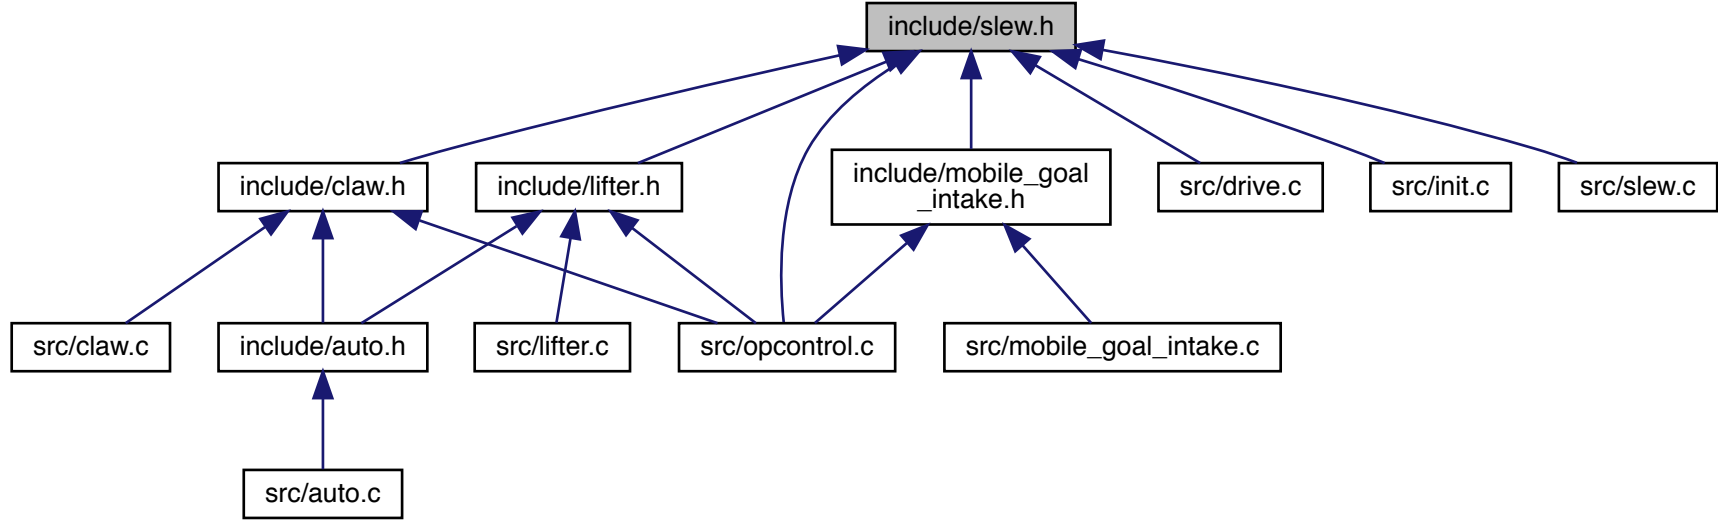 include/slew.h
include/claw.h
include/lifter.h
include/mobile_goal
_intake.h
src/drive.c
src/init.c
src/slew.c
src/claw.c
include/auto.h
src/lifter.c
src/opcontrol.c
src/mobile_goal_intake.c
src/auto.c